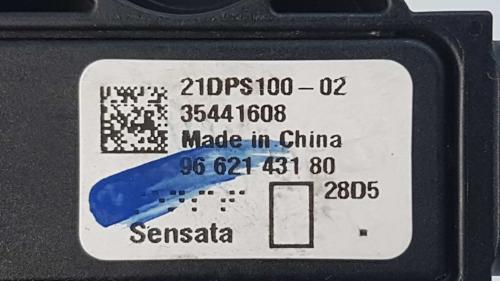 21DPS100-02
35441608
Made in China
96 621 431 80
28D5
Sensata